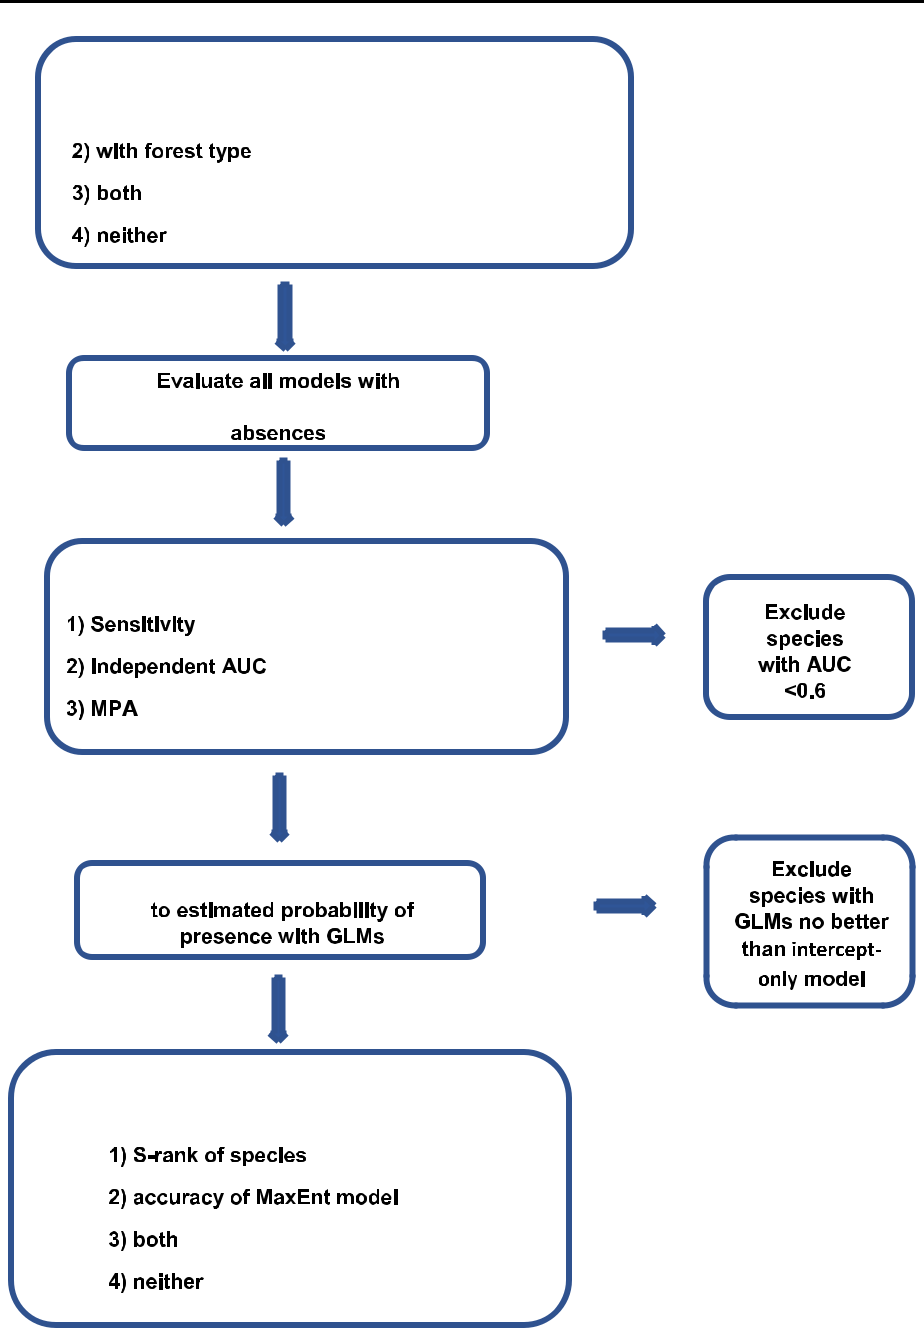 2) with forest type
3) both
4) neither
Evaluate all models with
absences
1) Sensitivity
2) Independent AUC
3) MPA
Exclude
species
with AUC
<0.6
to estimated probability of
presence with GLMs
Exclude
species with
GLMs no better
than intercept-
only model
1) S-rank of species
2) accuracy of MaxEnt model
3) both
4) neither